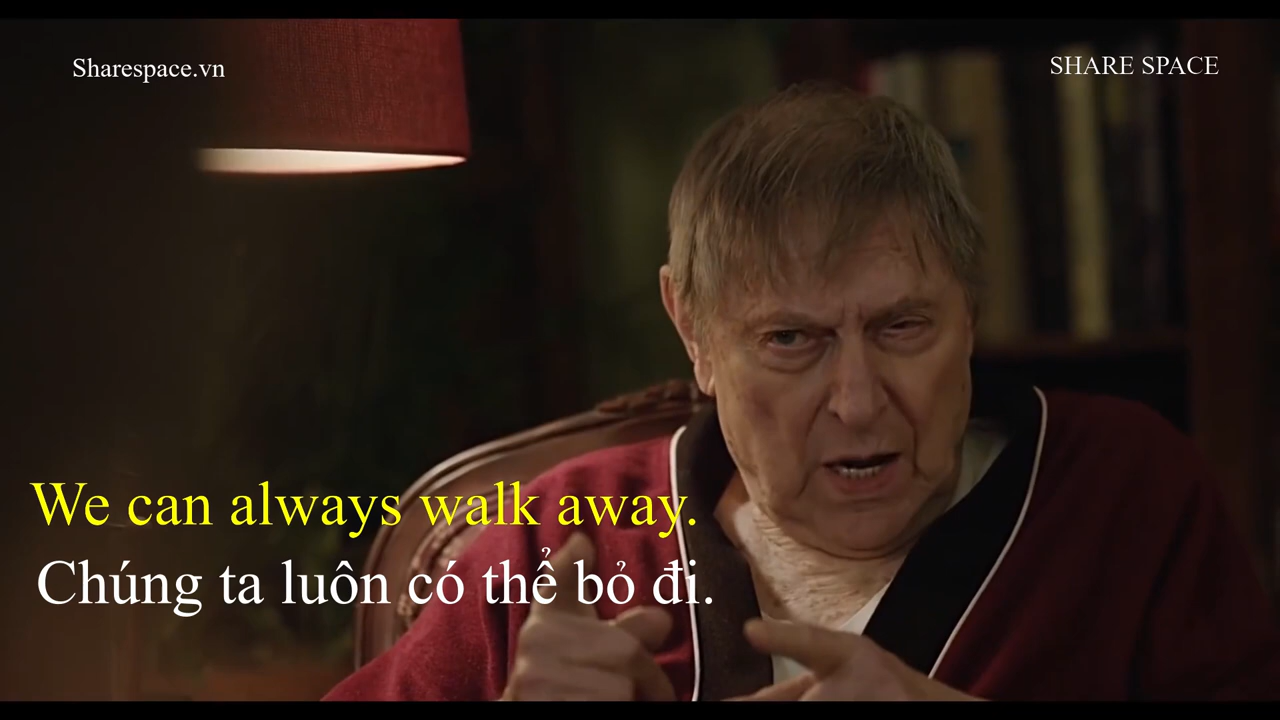 Sharespace.vn
SHARE SPACE
We can always walk away.
Chúng ta luôn có thể bỏ đi.